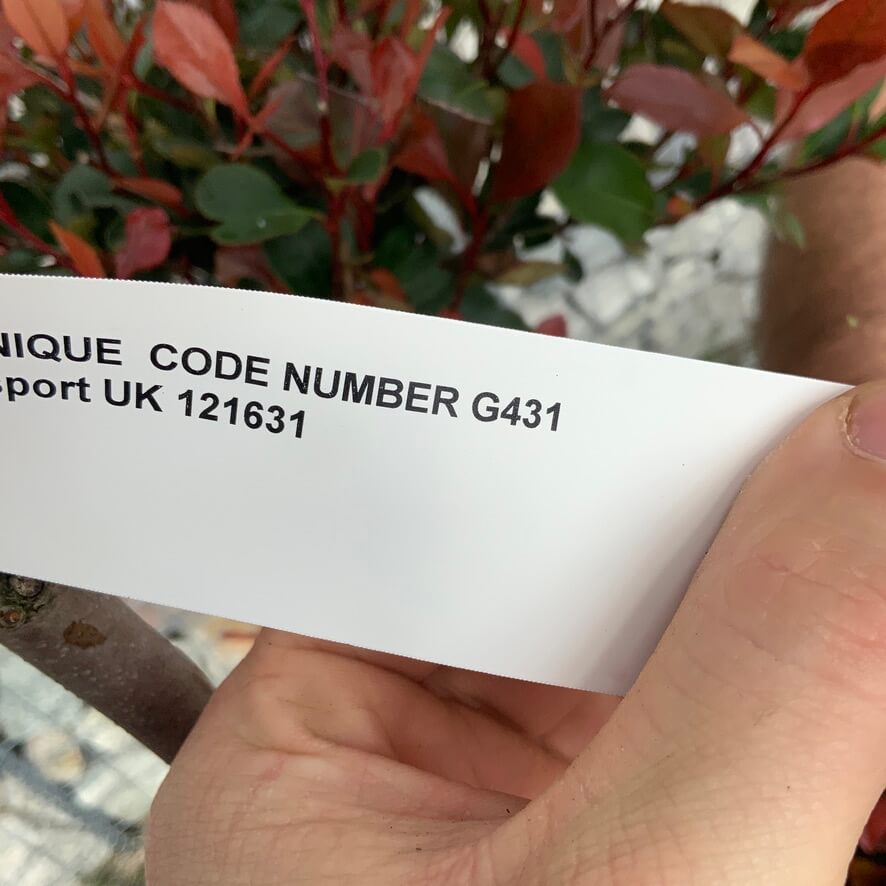 NIQUE CODE NUMBER G431
sport UK 121631